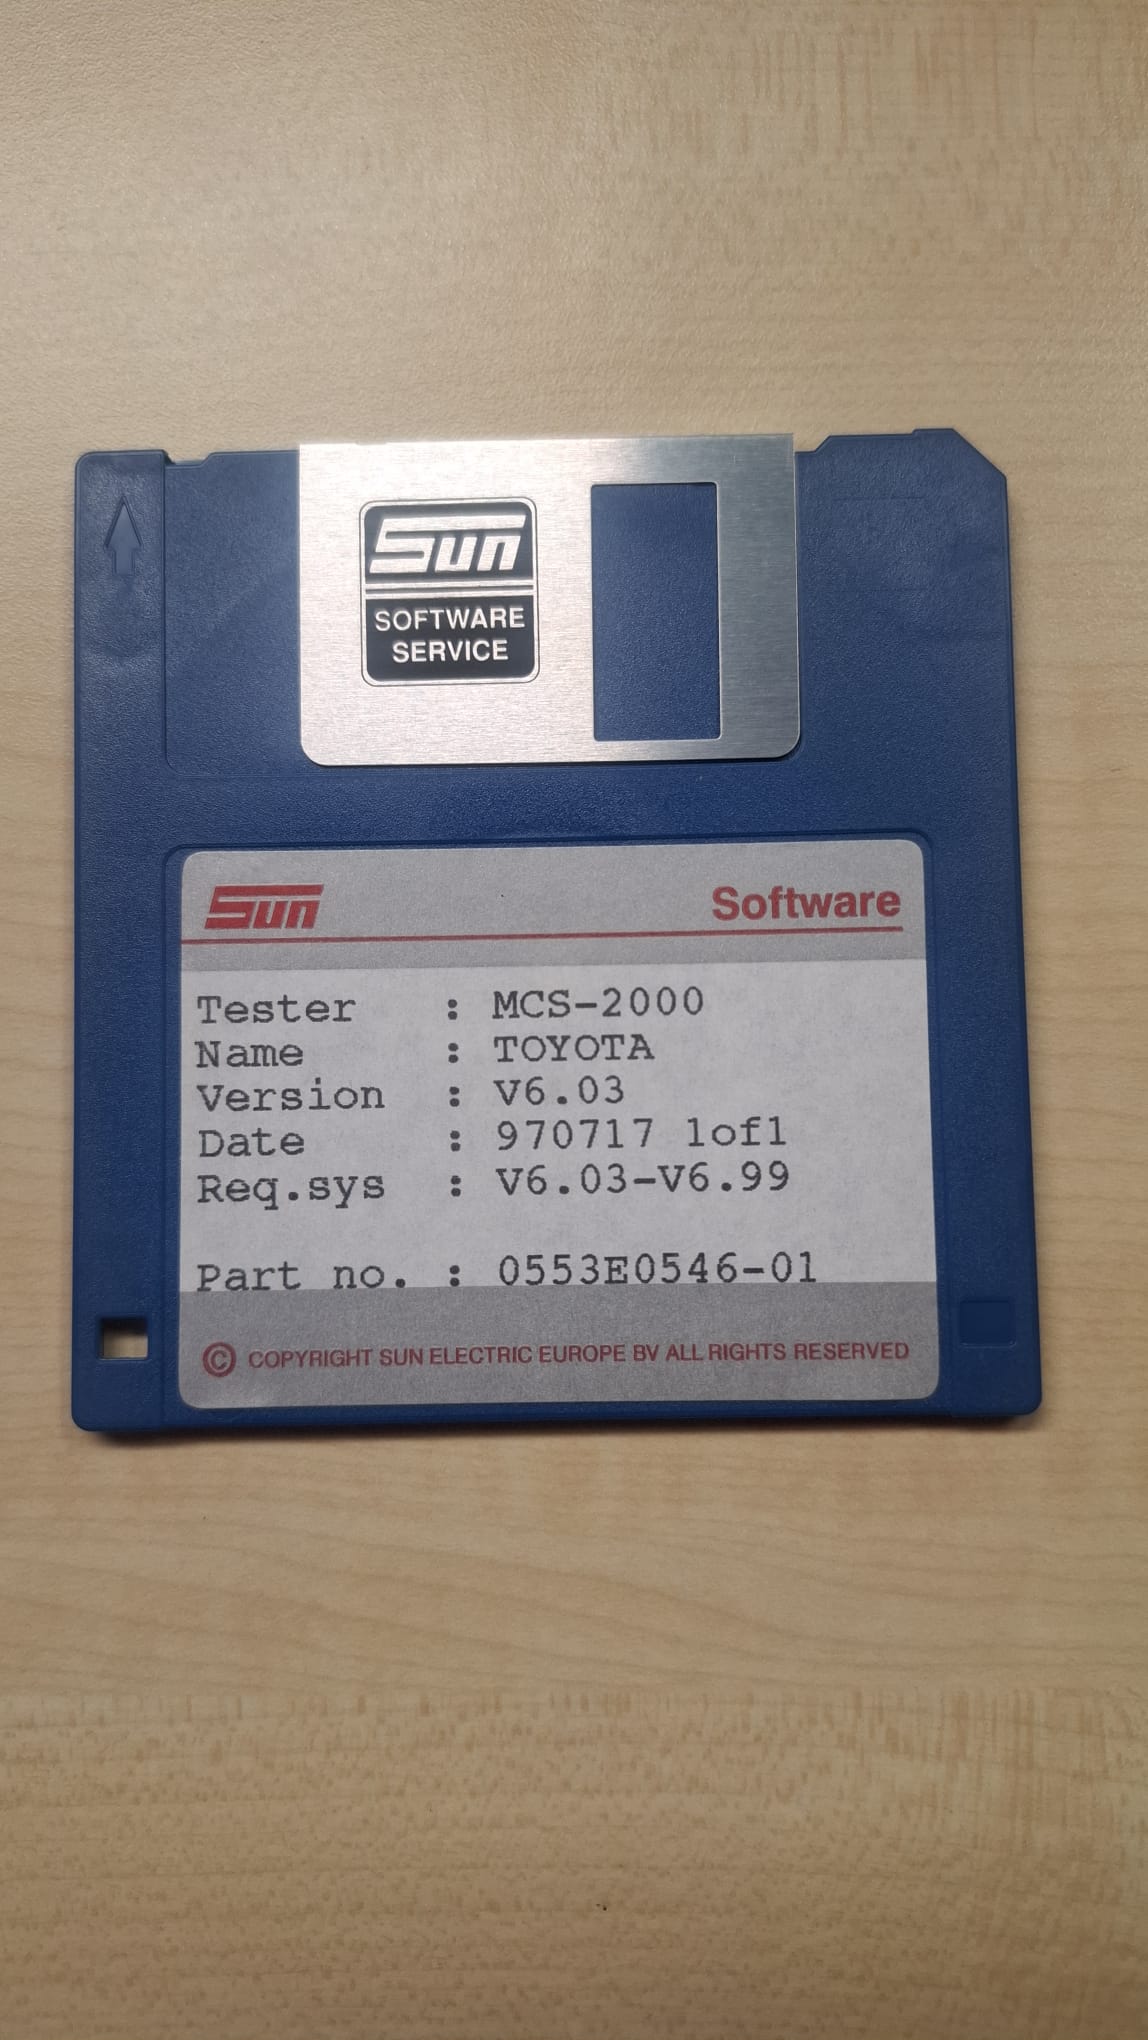 Sun
SOFTWARE
SERVICE
Sun Software
Tester : MCS-2000
Name : TOYOTA
Version : V6.03
Date : 970717 1of1
Req.sys : V6.03-V6.99
Part no. : 0553E0546-01
© COPYRIGHT SUN ELECTRIC EUROPE BV ALL RIGHTS RESERVED